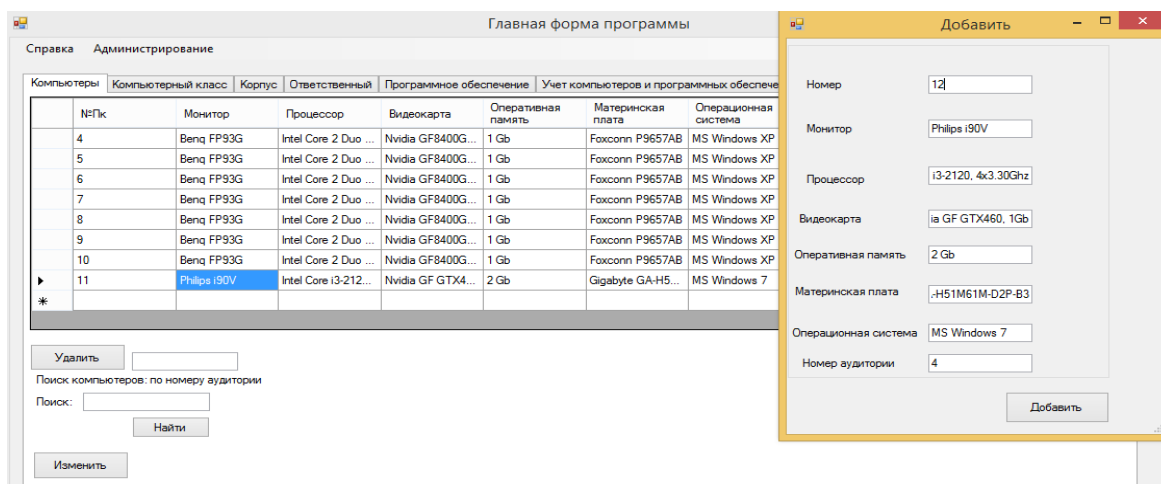 Главная форма программы
Справка Администрирование
Компьютеры Компьютерный класс Корпус Ответственный Программное обеспечение Учет компьютеров и программных обеспече
№Пк Монитор Процессор Видеокарта Оперативная память Материнская плата Операционная система
4 Benq FP93G Intel Core 2 Duo ... Nvidia GF8400G... 1 Gb Foxconn P9657AB MS Windows XP
5 Benq FP93G Intel Core 2 Duo ... Nvidia GF8400G... 1 Gb Foxconn P9657AB MS Windows XP
6 Benq FP93G Intel Core 2 Duo ... Nvidia GF8400G... 1 Gb Foxconn P9657AB MS Windows XP
7 Benq FP93G Intel Core 2 Duo ... Nvidia GF8400G... 1 Gb Foxconn P9657AB MS Windows XP
8 Benq FP93G Intel Core 2 Duo ... Nvidia GF8400G... 1 Gb Foxconn P9657AB MS Windows XP
9 Benq FP93G Intel Core 2 Duo ... Nvidia GF8400G... 1 Gb Foxconn P9657AB MS Windows XP
10 Benq FP93G Intel Core 2 Duo ... Nvidia GF8400G... 1 Gb Foxconn P9657AB MS Windows XP
11 Philips i90V Intel Core i3-212... Nvidia GF GTX4... 2 Gb Gigabyte GA-H5... MS Windows 7
Удалить
Поиск компьютеров: по номеру аудитории
Поиск:
Найти
Изменить
Добавить
Номер 12
Монитор Philips i90V
Процессор i3-2120, 4x3.30Ghz
Видеокарта ia GF GTX460, 1Gb
Оперативная память 2 Gb
Материнская плата -H51M61M-D2P-B3
Операционная система MS Windows 7
Номер аудитории 4
Добавить